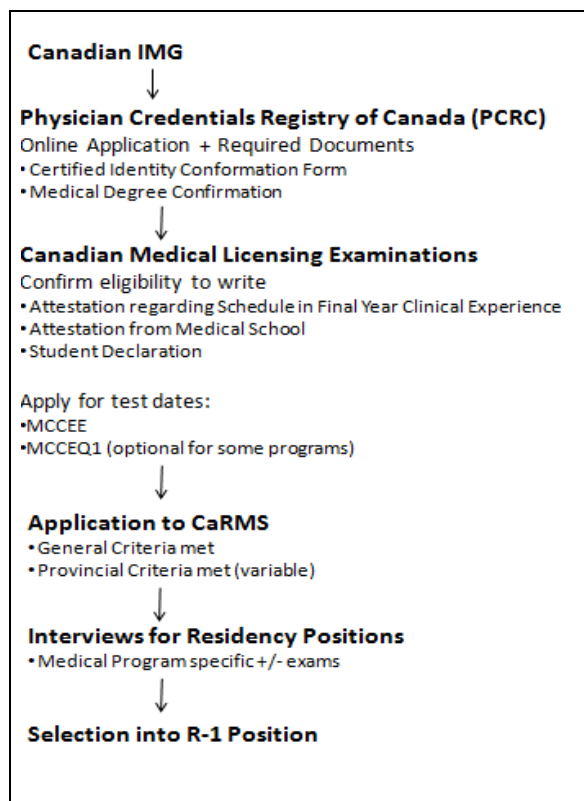 Canadian IMG
Physician Credentials Registry of Canada (PCRC)
Online Application + Required Documents
• Certified Identity Conformation Form
• Medical Degree Confirmation
Canadian Medical Licensing Examinations
Confirm eligibility to write
• Attestation regarding Schedule in Final Year Clinical Experience
• Attestation from Medical School
• Student Declaration
Apply for test dates:
• MCCEE
• MCCEQ1 (optional for some programs)
Application to CaRMS
• General Criteria met
• Provincial Criteria met (variable)
Interviews for Residency Positions
• Medical Program specific +/- exams
Selection into R-1 Position